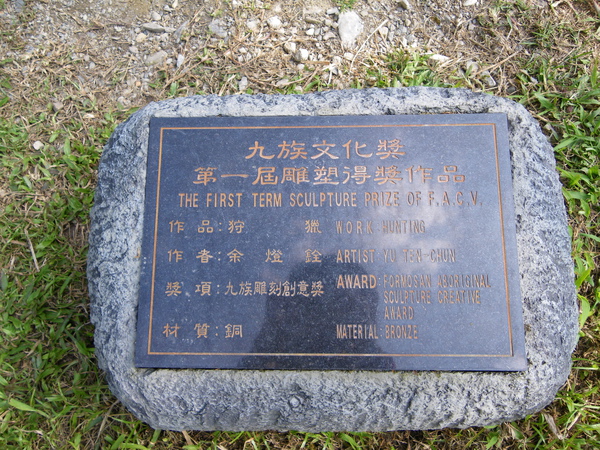 九族文化獎
第一屆雕塑得獎作品
THE FIRST TERM SCULPTURE PRIZE OF F.A.C.V.
作品:狩 獵 WORK HUNTING
作者:余燈銓 ARTIST YU TEN-CHUN
獎項:九族雕刻創意獎 AWARD FORMOSAN ABORIGINAL
SCULPTURE CREATIVE
AWARD
材質:銅 MATERIAL BRONZE